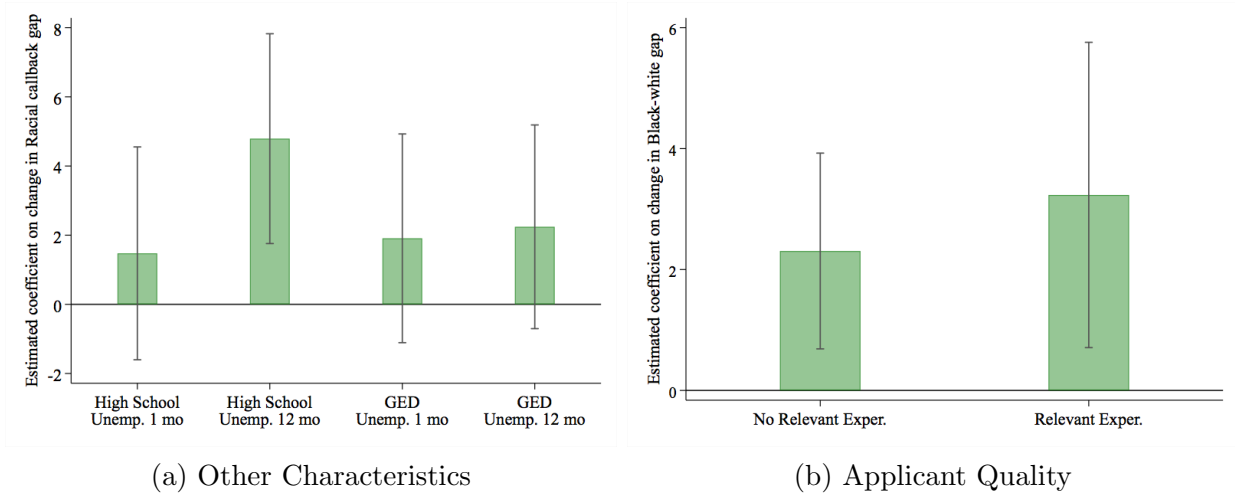 Estimated coefficient on change in Racial callback gap
8
6
4
2
0
-2
High School
Unemp. 1 mo
High School
Unemp. 12 mo
GED
Unemp. 1 mo
GED
Unemp. 12 mo
(a) Other Characteristics
Estimated coefficient on change in Black-white gap
6
4
2
0
No Relevant Exper.
Relevant Exper.
(b) Applicant Quality